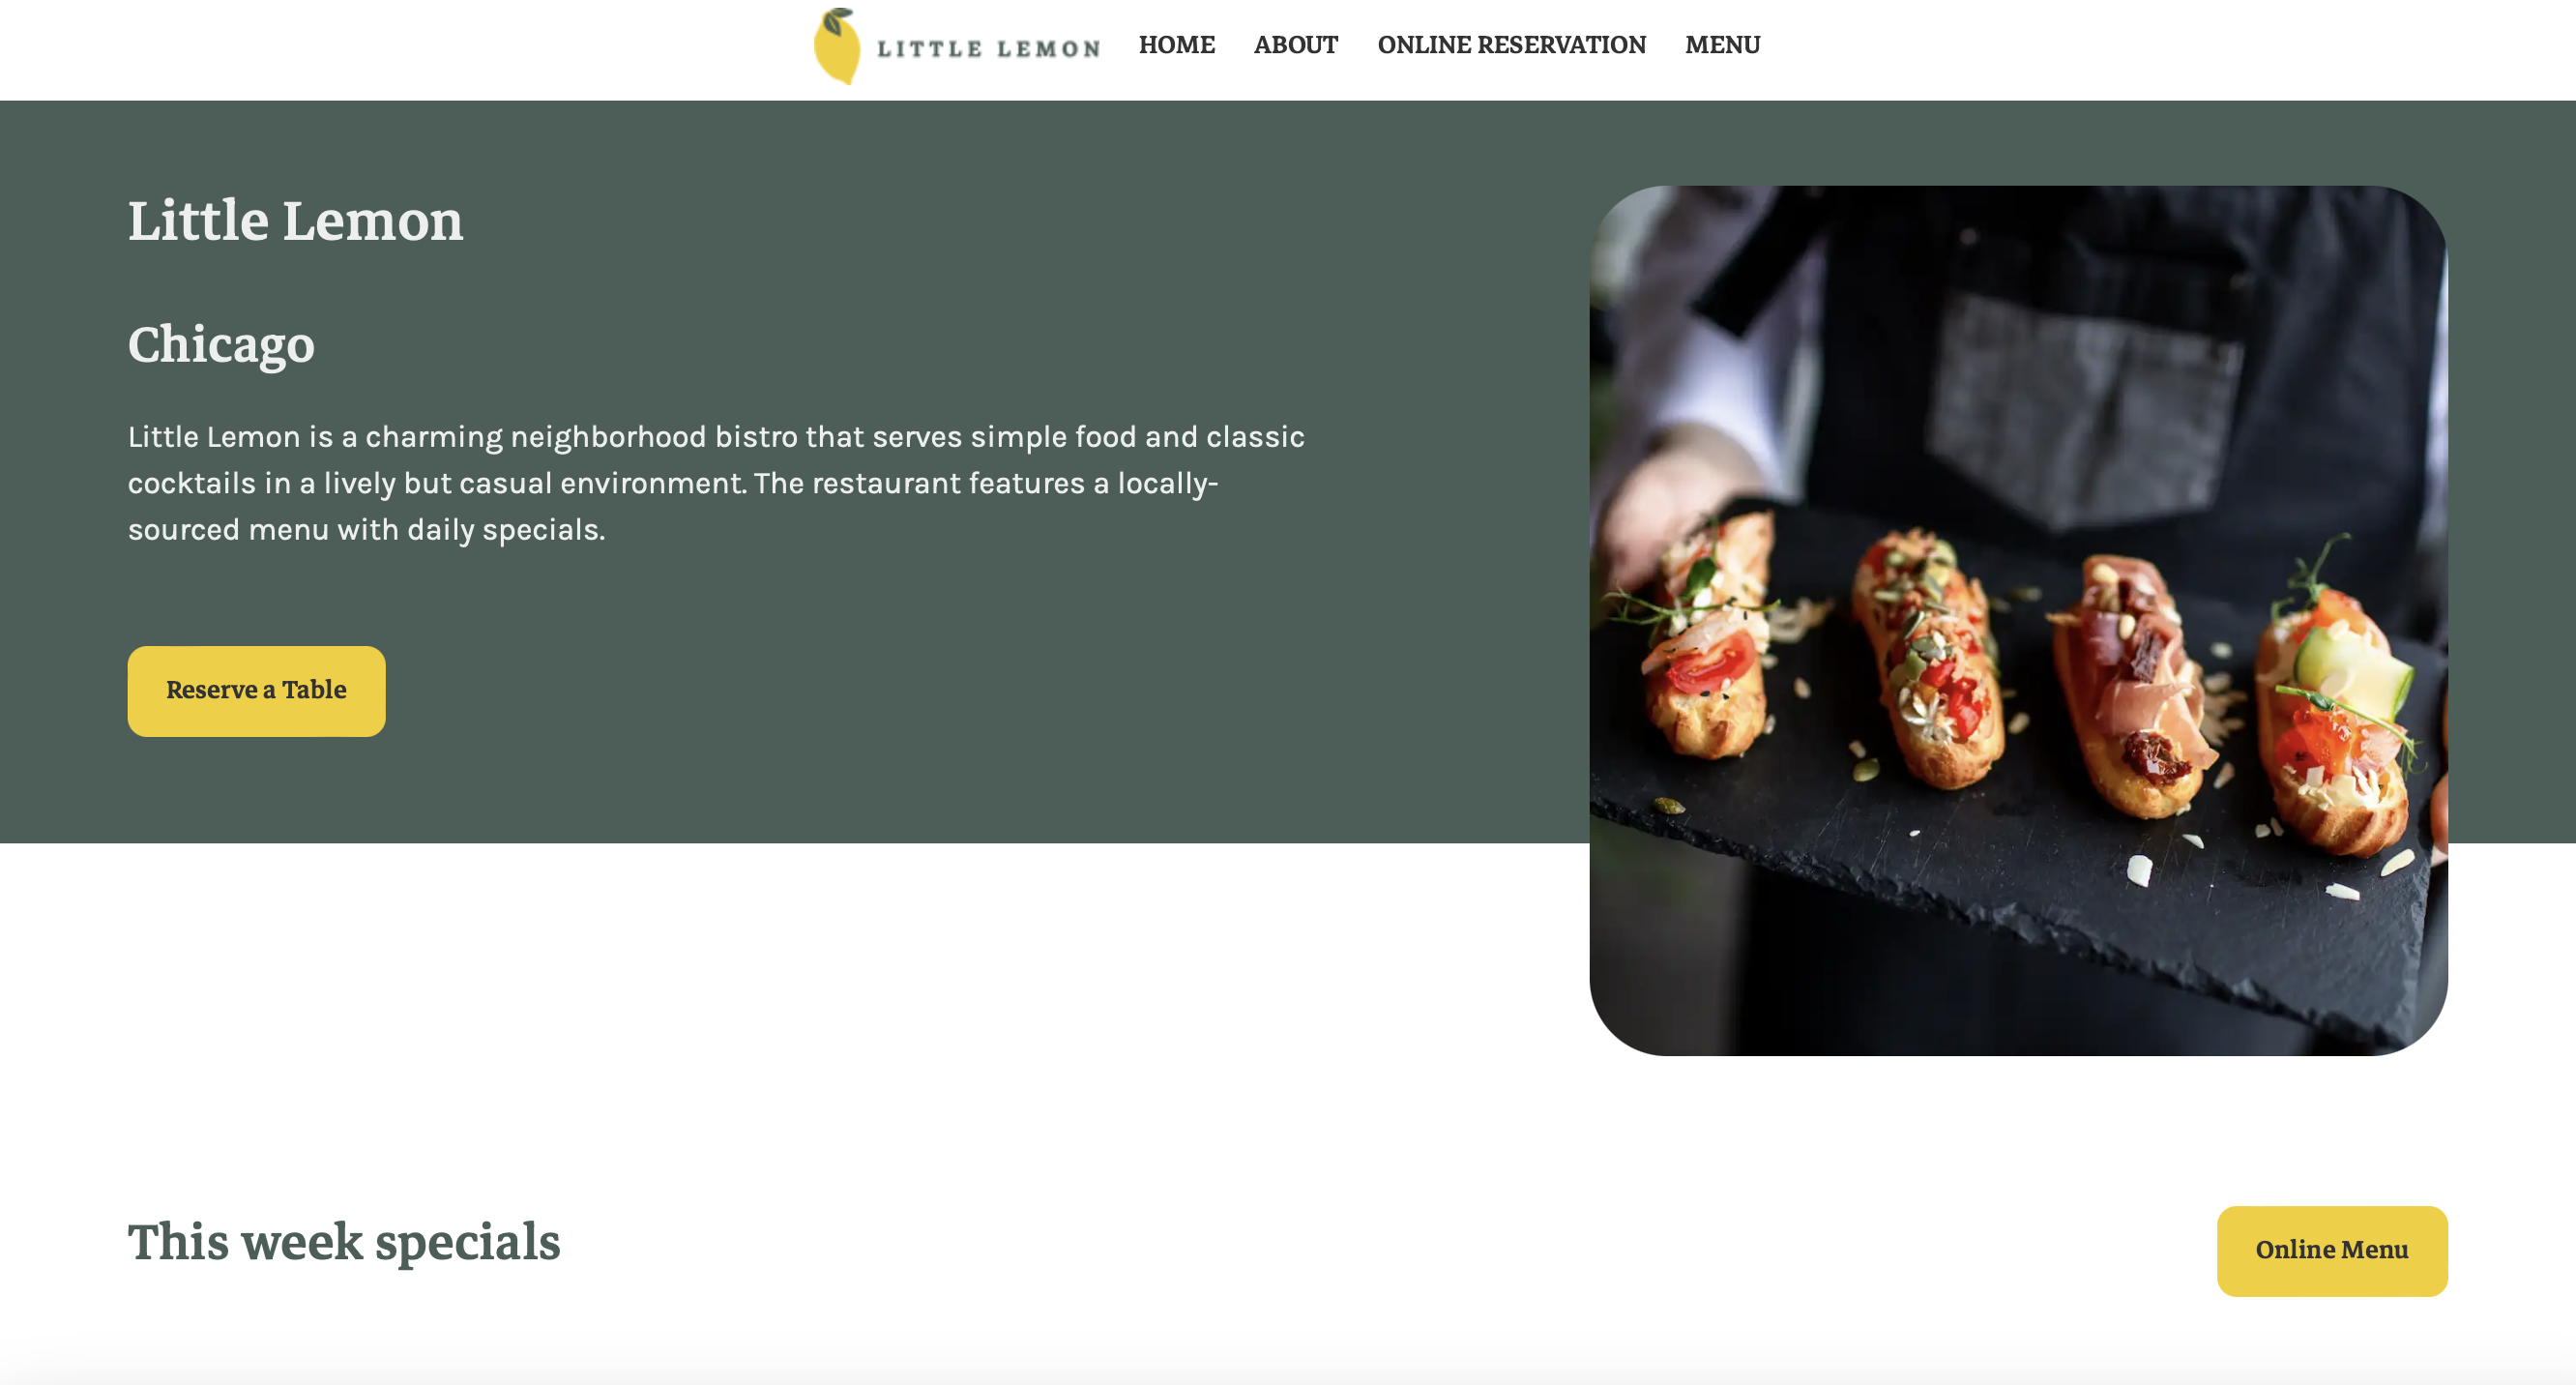 LITTLE LEMON
HOME ABOUT ONLINE RESERVATION MENU
Little Lemon
Chicago
Little Lemon is a charming neighborhood bistro that serves simple food and classic
cocktails in a lively but casual environment. The restaurant features a locally-
sourced menu with daily specials.
Reserve a Table
This week specials
Online Menu